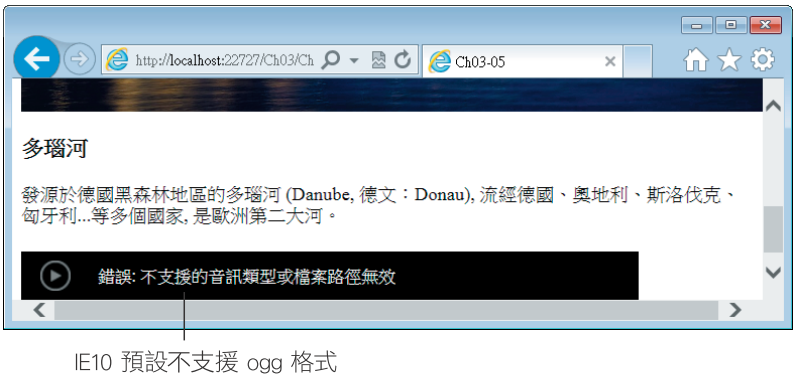 http://localhost:22727/Ch03/Ch
Ch03-05
多瑙河
發源於德國黑森林地區的多瑙河 (Danube, 德文：Donau), 流經德國、奧地利、斯洛伐克、
匈牙利...等多個國家, 是歐洲第二大河。
錯誤: 不支援的音訊類型或檔案路徑無效
IE10 預設不支援 ogg 格式